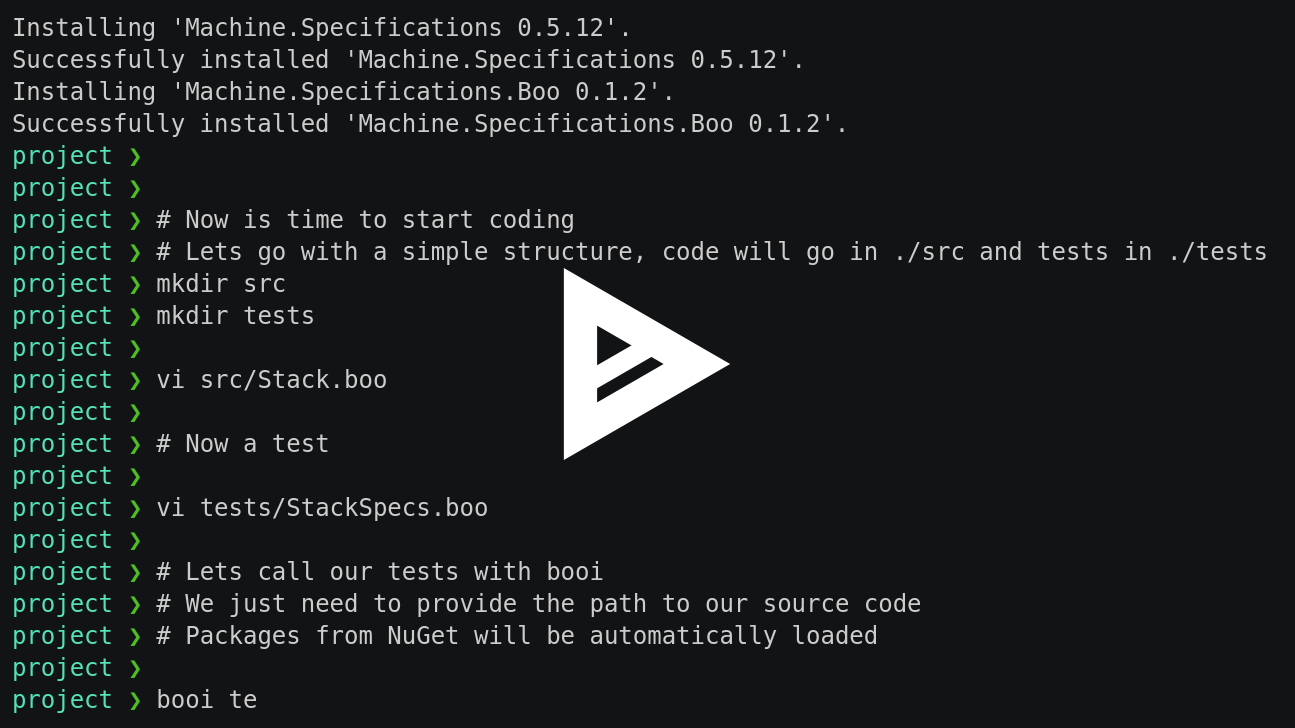 Installing 'Machine.Specifications 0.5.12'.
Successfully installed 'Machine.Specifications 0.5.12'.
Installing 'Machine.Specifications.Boo 0.1.2'.
Successfully installed 'Machine.Specifications.Boo 0.1.2'.
project ❯
project ❯
project ❯ # Now is time to start coding
project ❯ # Lets go with a simple structure, code will go in ./src and tests in ./tests
project ❯ mkdir src
project ❯ mkdir tests
project ❯
project ❯ vi src/Stack.boo
project ❯
project ❯ # Now a test
project ❯
project ❯ vi tests/StackSpecs.boo
project ❯
project ❯ # Lets call our tests with booi
project ❯ # We just need to provide the path to our source code
project ❯ # Packages from NuGet will be automatically loaded
project ❯
project ❯ booi te